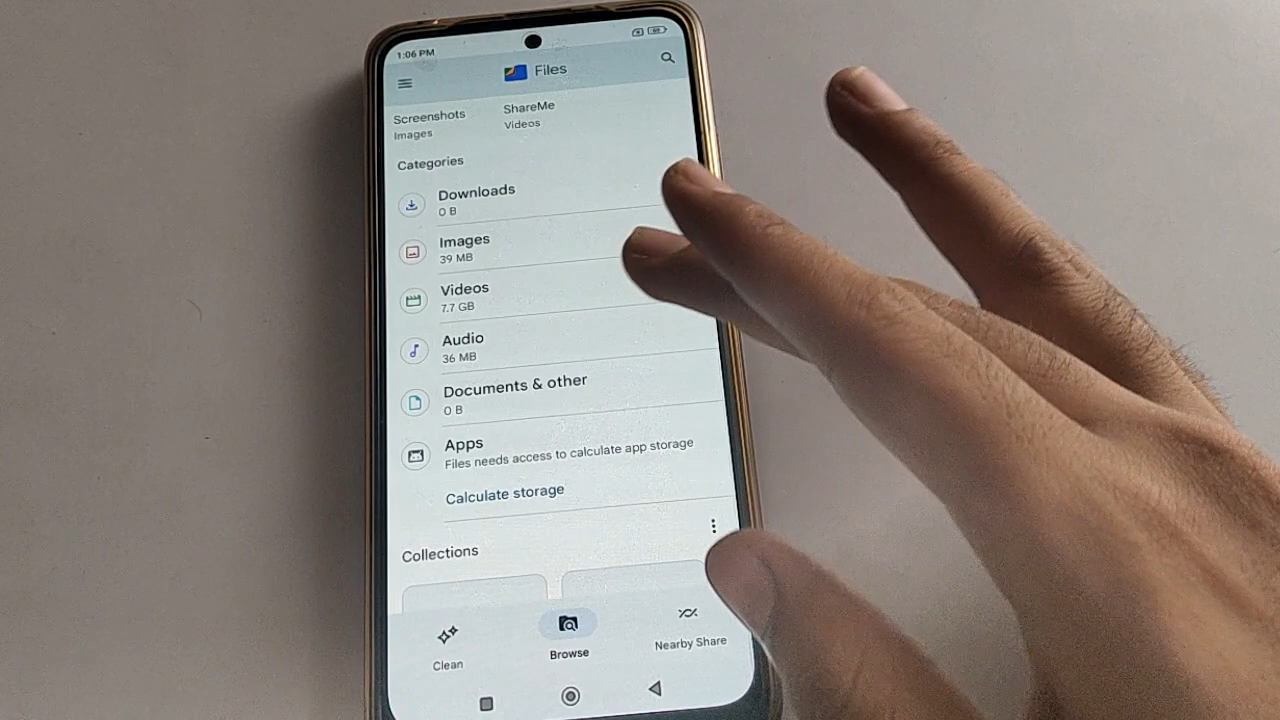 1:06 PM
69
Files
Screenshots
Images
ShareMe
Videos
Categories
Downloads
0 B
Images
39 MB
Videos
7.7 GB
Audio
36 MB
Documents & other
0 B
Apps
Files needs access to calculate app storage
Calculate storage
Collections
Clean
Browse
Nearby Share